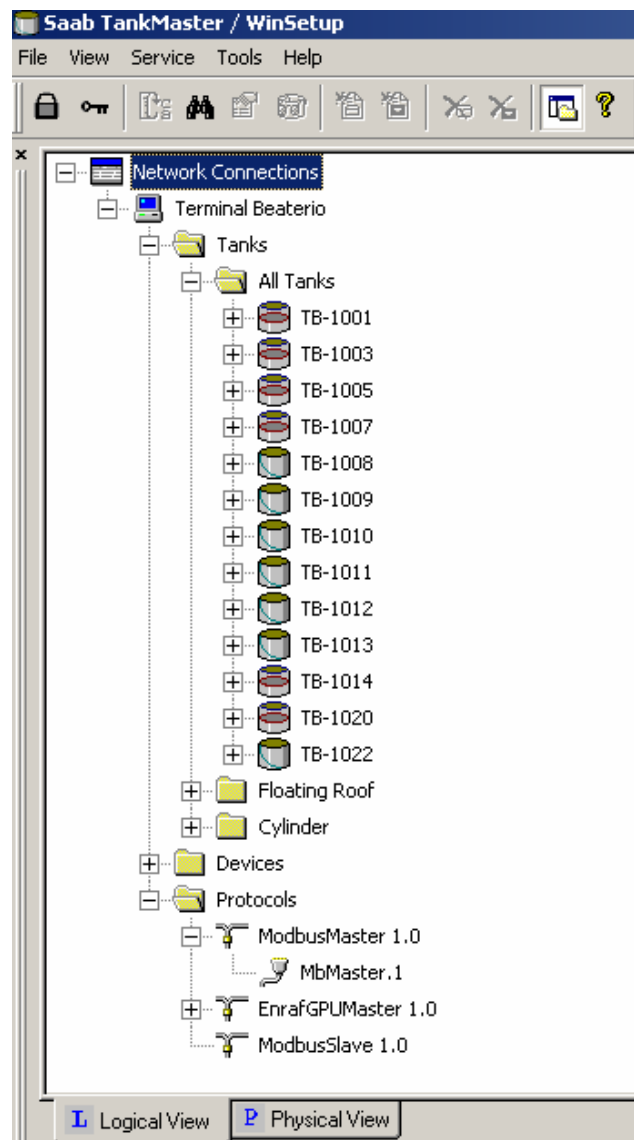 Saab TankMaster / WinSetup
File View Service Tools Help
Network Connections
Terminal Beaterio
Tanks
All Tanks
TB-1001
TB-1003
TB-1005
TB-1007
TB-1008
TB-1009
TB-1010
TB-1011
TB-1012
TB-1013
TB-1014
TB-1020
TB-1022
Floating Roof
Cylinder
Devices
Protocols
ModbusMaster 1.0
MbMaster.1
EnrafGPUMaster 1.0
ModbusSlave 1.0
L Logical View P Physical View